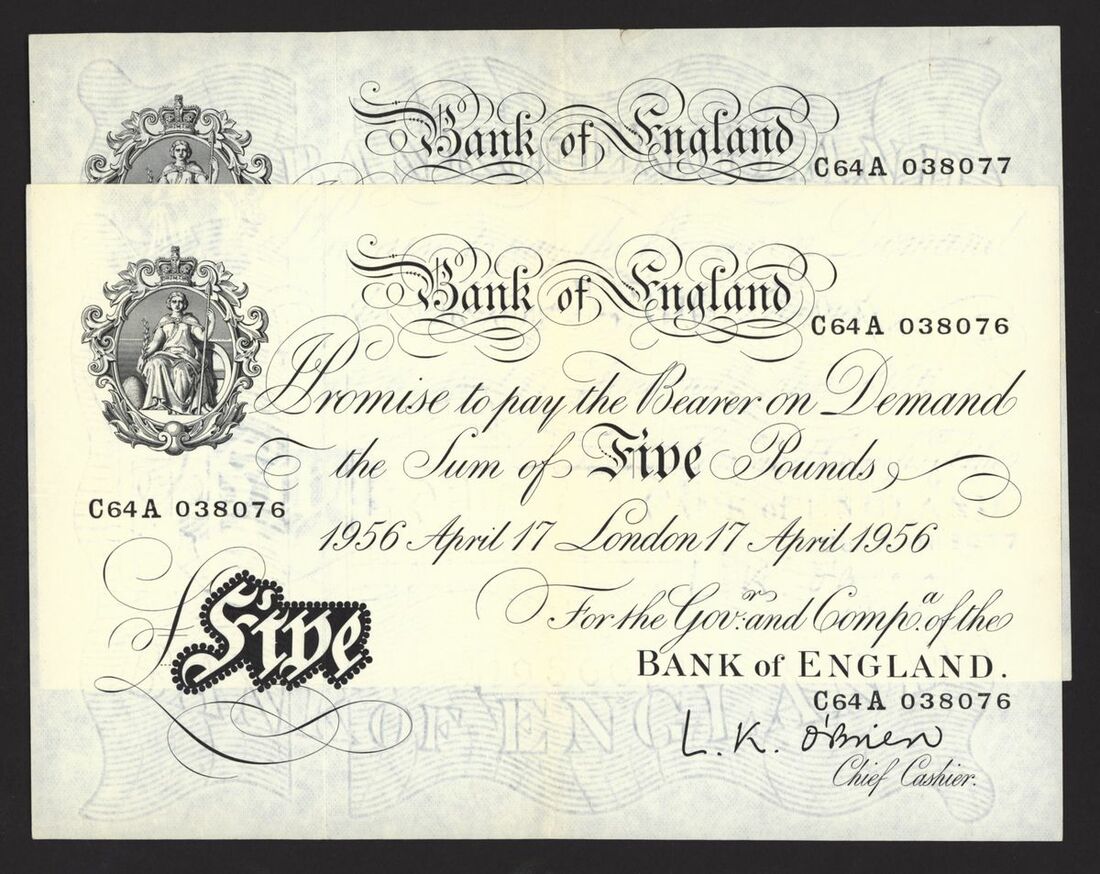 Bank of England
C64A 038077
Bank of England
C64A 038076
I Promise to pay the Bearer on Demand
the Sum of Five Pounds
C64A 038076
1956 April 17 London 17 April 1956
£ Five
For the Govr. and Compa. of the
BANK of ENGLAND.
C64A 038076
L. K. O'Brien
Chief Cashier.
OF ENGLA